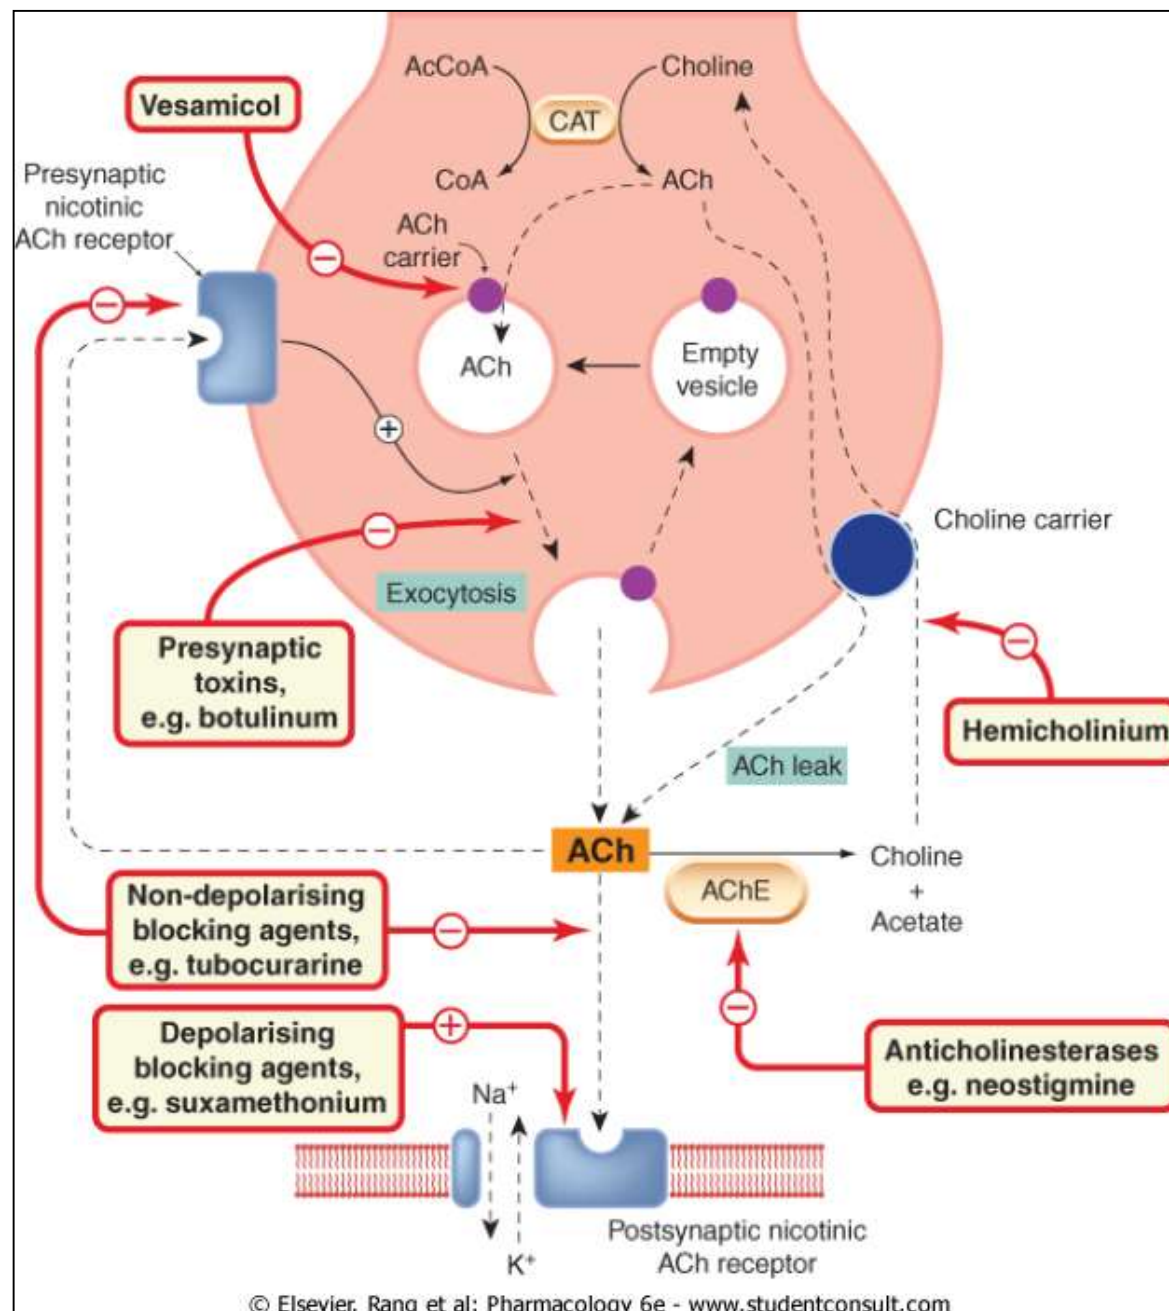 AcCoA
Choline
Vesamicol
CAT
Presynaptic
nicotinic
ACh receptor
CoA
ACh
ACh
carrier
−
−
ACh
Empty
vesicle
+
−
Choline carrier
Exocytosis
Presynaptic
toxins,
e.g. botulinum
−
Hemicholinium
ACh leak
ACh
Choline
+
Acetate
AChE
Non-depolarising
blocking agents,
e.g. tubocurarine
−
−
Depolarising
blocking agents,
e.g. suxamethonium
+
Anticholinesterases
e.g. neostigmine
Na⁺
K⁺
Postsynaptic nicotinic
ACh receptor
© Elsevier. Rang et al: Pharmacology 6e - www.studentconsult.com